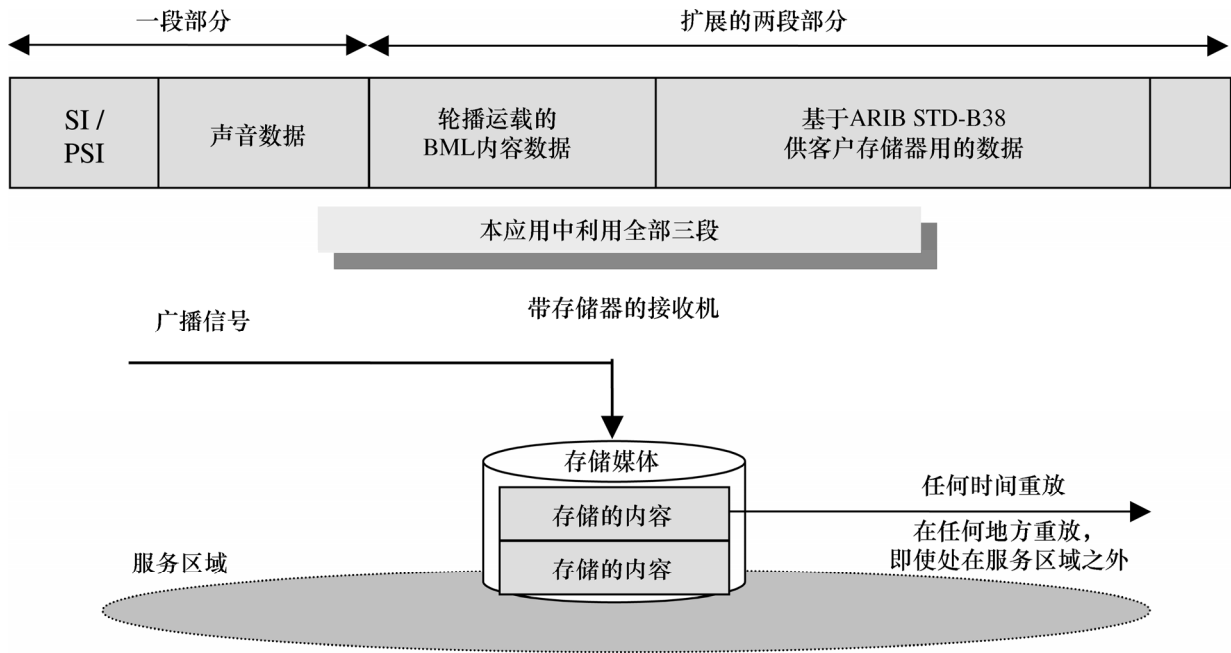 一段部分
扩展的两段部分
SI /
PSI
声音数据
轮播运载的
BML内容数据
基于ARIB STD-B38
供客户存储器用的数据
本应用中利用全部三段
带存储器的接收机
广播信号
存储媒体
存储的内容
存储的内容
任何时间重放
在任何地方重放，
即使处在服务区域之外
服务区域